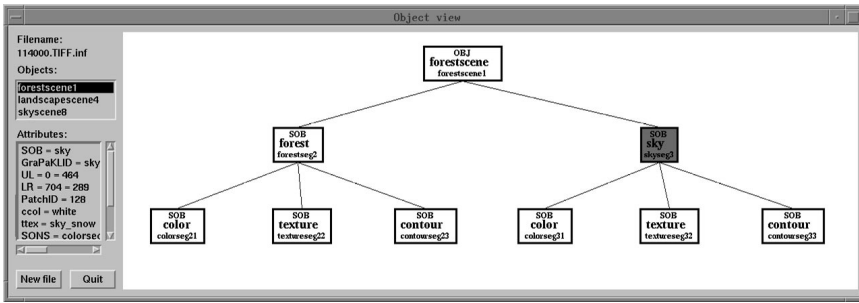 Object view
Filename:
114000.TIFF.inf
Objects:
forestscene1
landscapescene4
skyscene8
Attributes:
SOB = sky
GraPaKLID = sky
UL = 0 = 464
LR = 704 = 289
PatchID = 128
ccol = white
ttex = sky_snow
SONS = colorsec
New file
Quit
OBJ
forestscene
forestscene1
SOB
forest
forestseg2
SOB
sky
skyseg3
SOB
color
colorseg21
SOB
texture
textureseg22
SOB
contour
contourseg23
SOB
color
colorseg31
SOB
texture
textureseg32
SOB
contour
contourseg33